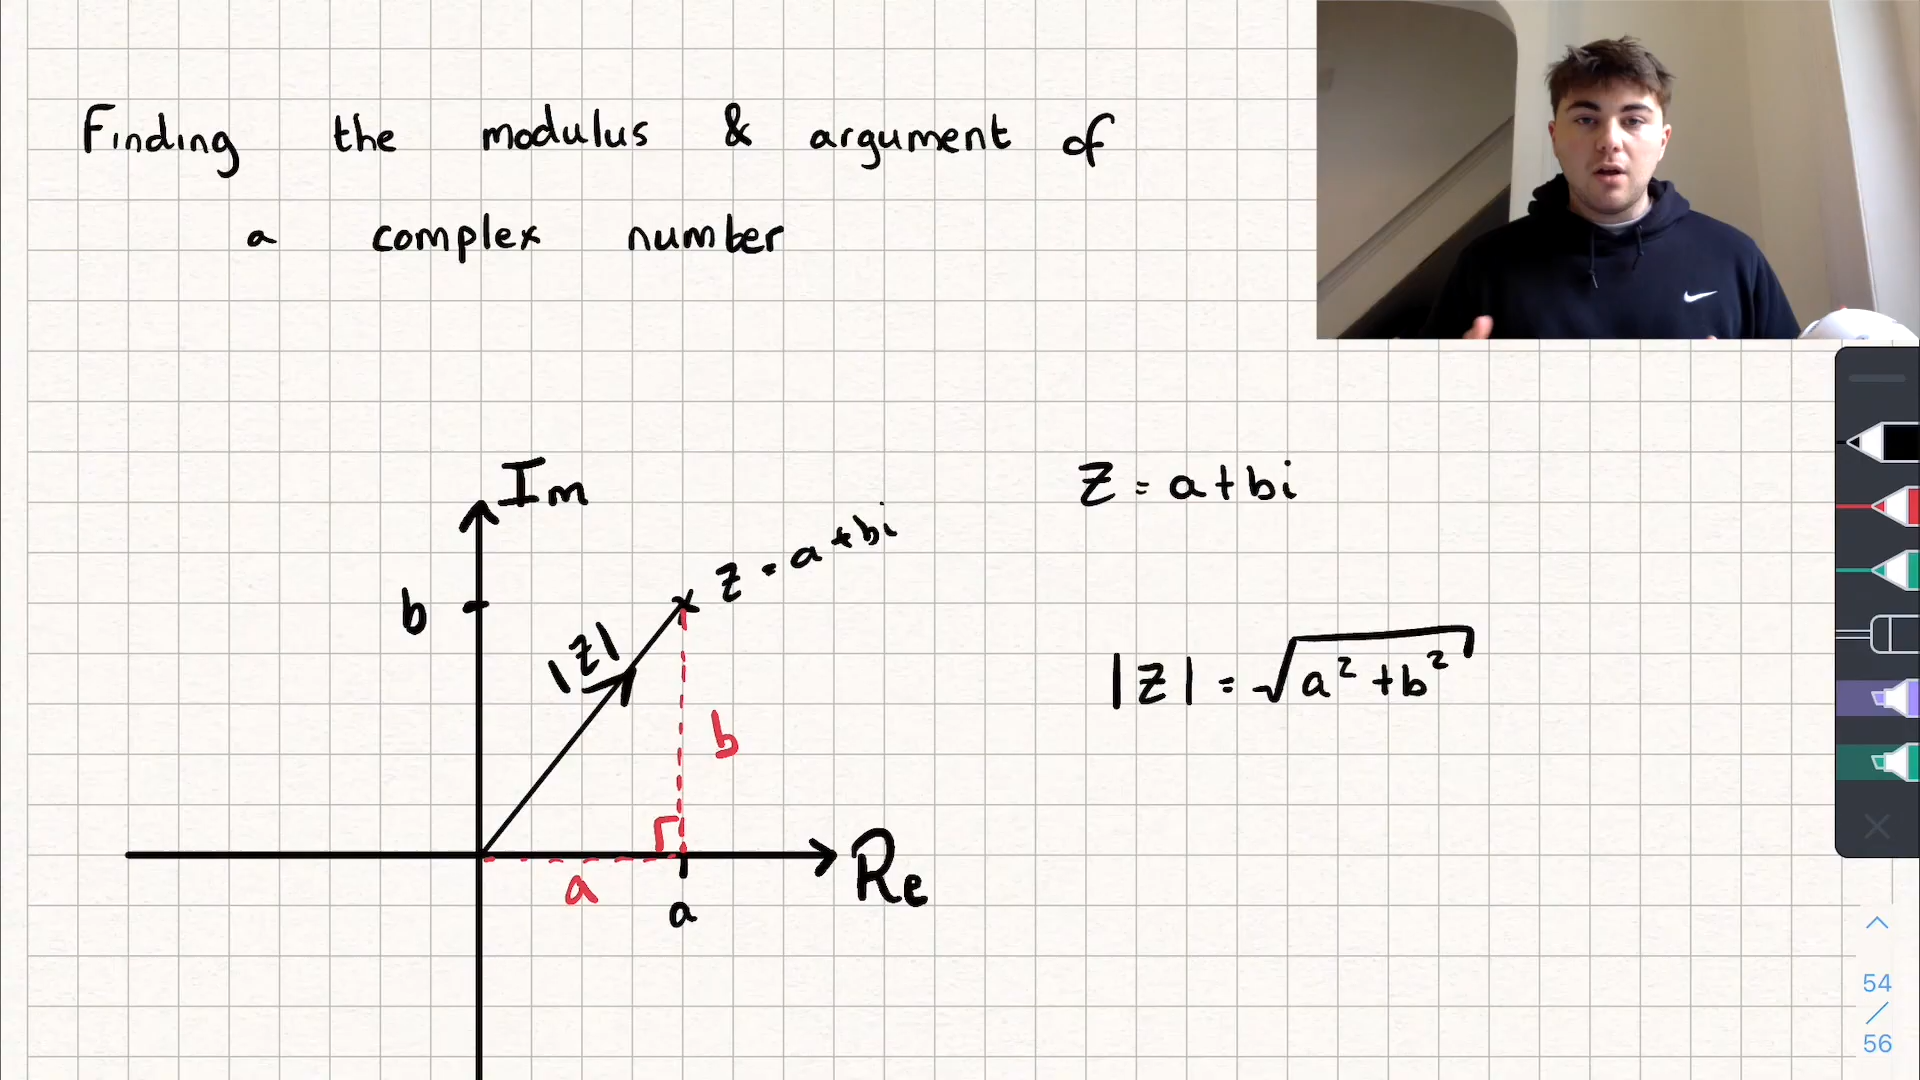 Finding the modulus & argument of
a complex number
Im
z = a + bi
b
|z|
b
a
a
Re
z = a + bi
|z| = √(a² + b²)
54
/
56